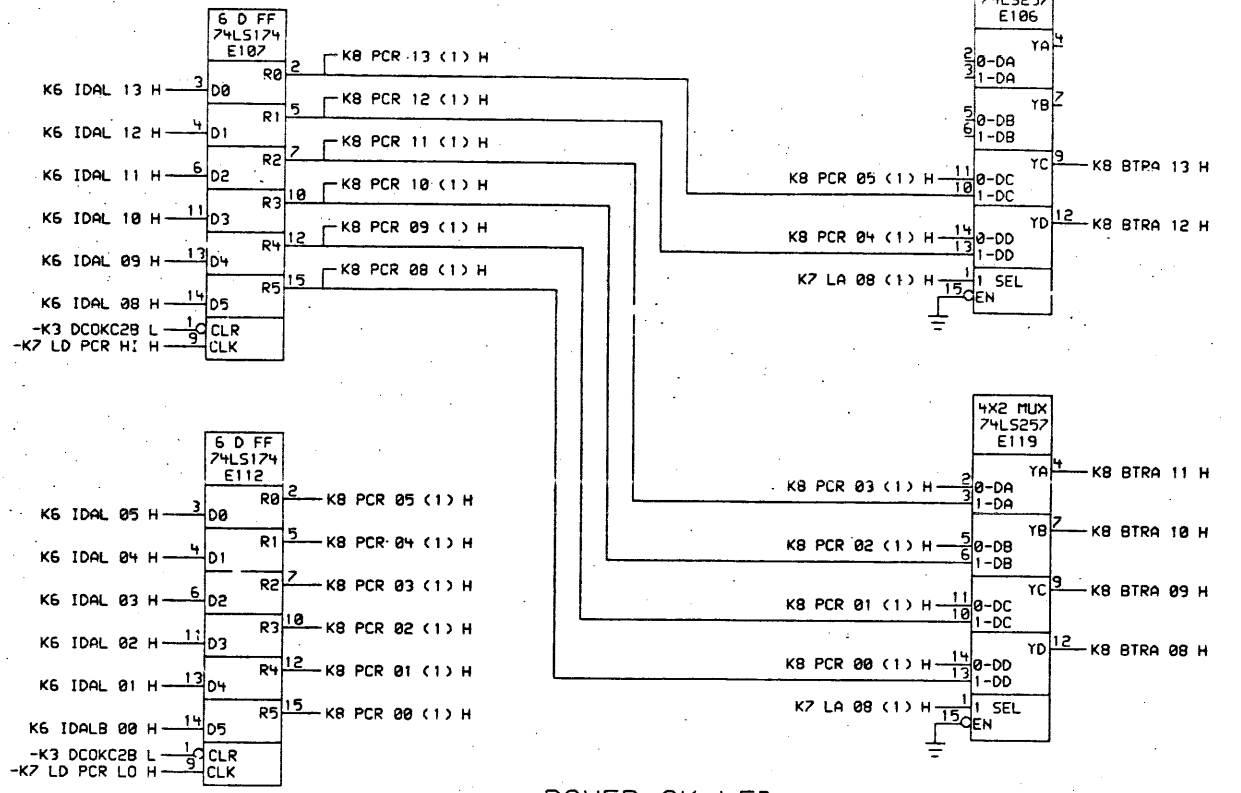 6 D FF
74LS174
E107
K6 IDAL 13 H 3 D0 R0 2 K8 PCR 13 (1) H
K6 IDAL 12 H 4 D1 R1 5 K8 PCR 12 (1) H
K6 IDAL 11 H 6 D2 R2 7 K8 PCR 11 (1) H
K6 IDAL 10 H 11 D3 R3 10 K8 PCR 10 (1) H
K6 IDAL 09 H 13 D4 R4 12 K8 PCR 09 (1) H
K6 IDAL 08 H 14 D5 R5 15 K8 PCR 08 (1) H
-K3 DCOKC2B L 1 CLR
-K7 LD PCR HI H 9 CLK
74LS257
E106
2 0-DA YA 4
3 1-DA
5 0-DB YB 7
6 1-DB
K8 PCR 05 (1) H 11 0-DC YC 9 K8 BTRA 13 H
10 1-DC
K8 PCR 04 (1) H 14 0-DD YD 12 K8 BTRA 12 H
13 1-DD
K7 LA 08 (1) H 1 1 SEL
15 EN
6 D FF
74LS174
E112
K6 IDAL 05 H 3 D0 R0 2 K8 PCR 05 (1) H
K6 IDAL 04 H 4 D1 R1 5 K8 PCR 04 (1) H
K6 IDAL 03 H 6 D2 R2 7 K8 PCR 03 (1) H
K6 IDAL 02 H 11 D3 R3 10 K8 PCR 02 (1) H
K6 IDAL 01 H 13 D4 R4 12 K8 PCR 01 (1) H
K6 IDALB 00 H 14 D5 R5 15 K8 PCR 00 (1) H
-K3 DCOKC2B L 1 CLR
-K7 LD PCR LO H 9 CLK
4X2 MUX
74LS257
E119
K8 PCR 03 (1) H 2 0-DA YA 4 K8 BTRA 11 H
3 1-DA
K8 PCR 02 (1) H 5 0-DB YB 7 K8 BTRA 10 H
6 1-DB
K8 PCR 01 (1) H 11 0-DC YC 9 K8 BTRA 09 H
10 1-DC
K8 PCR 00 (1) H 14 0-DD YD 12 K8 BTRA 08 H
13 1-DD
K7 LA 08 (1) H 1 1 SEL
15 EN
POWER OK LED